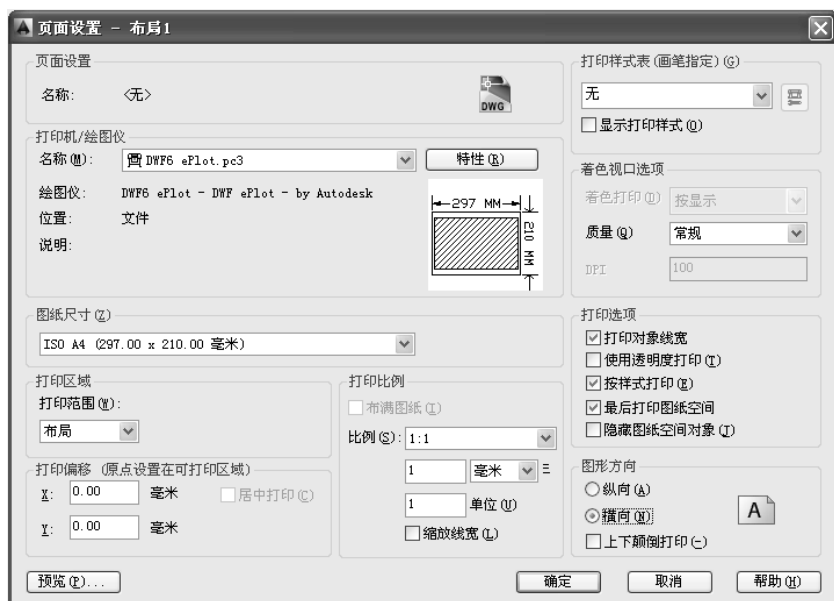 页面设置 - 布局1
页面设置
名称: <无>
DWG
打印机/绘图仪
名称(M): DWF6 ePlot.pc3 特性(R)
绘图仪: DWF6 ePlot - DWF ePlot - by Autodesk
位置: 文件
说明:
297 MM
210 MM
图纸尺寸(Z)
ISO A4 (297.00 x 210.00 毫米)
打印区域
打印范围(W):
布局
打印偏移 (原点设置在可打印区域)
X: 0.00 毫米 居中打印(C)
Y: 0.00 毫米
打印比例
布满图纸(I)
比例(S): 1:1
1 毫米 =
1 单位(U)
缩放线宽(L)
打印样式表(画笔指定)(G)
无
显示打印样式(O)
着色视口选项
着色打印(D) 按显示
质量(Q) 常规
DPI 100
打印选项
打印对象线宽
使用透明度打印(T)
按样式打印(E)
最后打印图纸空间
隐藏图纸空间对象(J)
图形方向
纵向(A)
横向(N)
A
上下颠倒打印(-)
预览(P)... 确定 取消 帮助(H)